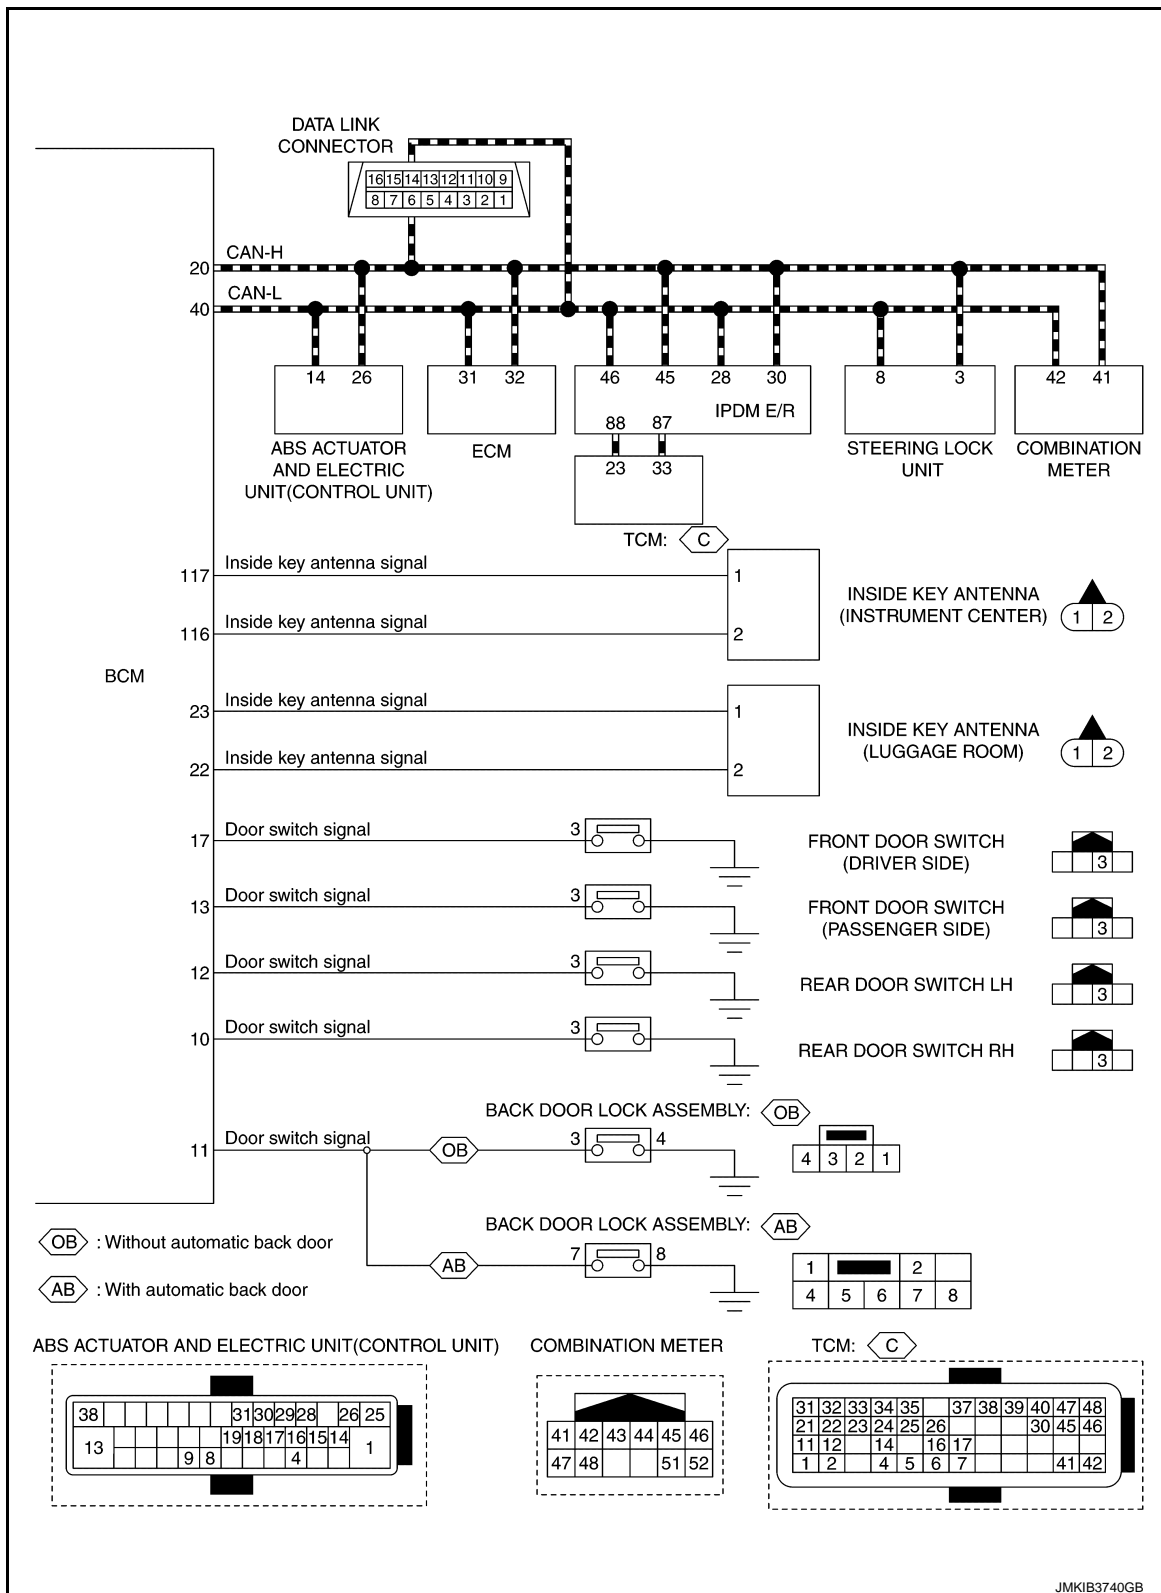 DATA LINK
CONNECTOR
16 15 14 13 12 11 10 9
8 7 6 5 4 3 2 1
20 CAN-H
40 CAN-L
14 26 31 32 46 45 28 30 8 3 42 41
IPDM E/R
88 87
ABS ACTUATOR
AND ELECTRIC
UNIT(CONTROL UNIT)
ECM
23 33
STEERING LOCK
UNIT
COMBINATION
METER
TCM: C
117 Inside key antenna signal 1
116 Inside key antenna signal 2
INSIDE KEY ANTENNA
(INSTRUMENT CENTER)
1 2
BCM
23 Inside key antenna signal 1
22 Inside key antenna signal 2
INSIDE KEY ANTENNA
(LUGGAGE ROOM)
1 2
17 Door switch signal 3
FRONT DOOR SWITCH
(DRIVER SIDE)
3
13 Door switch signal 3
FRONT DOOR SWITCH
(PASSENGER SIDE)
3
12 Door switch signal 3
REAR DOOR SWITCH LH
3
10 Door switch signal 3
REAR DOOR SWITCH RH
3
BACK DOOR LOCK ASSEMBLY: OB
11 Door switch signal OB 3 4
4 3 2 1
BACK DOOR LOCK ASSEMBLY: AB
AB 7 8
1 2
4 5 6 7 8
OB : Without automatic back door
AB : With automatic back door
ABS ACTUATOR AND ELECTRIC UNIT(CONTROL UNIT)
38 31 30 29 28 26 25
13 19 18 17 16 15 14 1
9 8 4
COMBINATION METER
41 42 43 44 45 46
47 48 51 52
TCM: C
31 32 33 34 35 37 38 39 40 47 48
21 22 23 24 25 26 30 45 46
11 12 14 16 17
1 2 4 5 6 7 41 42
JMKIB3740GB